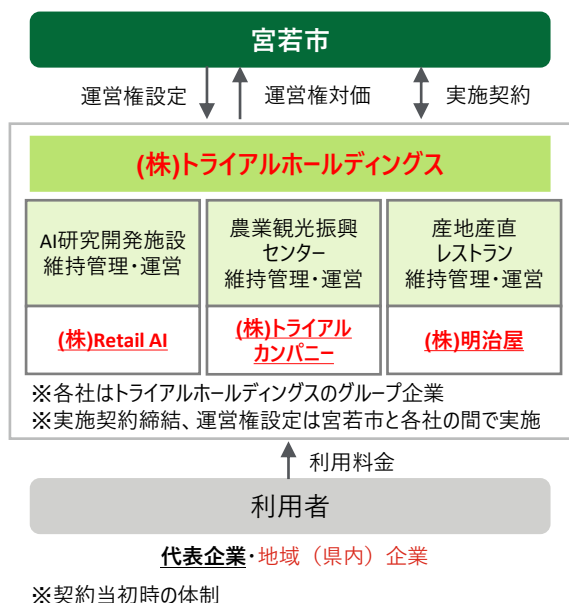 宮若市
運営権設定
運営権対価
実施契約
(株)トライアルホールディングス
AI研究開発施設
維持管理・運営
農業観光振興
センター
維持管理・運営
産地産直
レストラン
維持管理・運営
(株)Retail AI
(株)トライアル
カンパニー
(株)明治屋
※各社はトライアルホールディングスのグループ企業
※実施契約締結、運営権設定は宮若市と各社の間で実施
利用料金
利用者
代表企業・地域（県内）企業
※契約当初時の体制